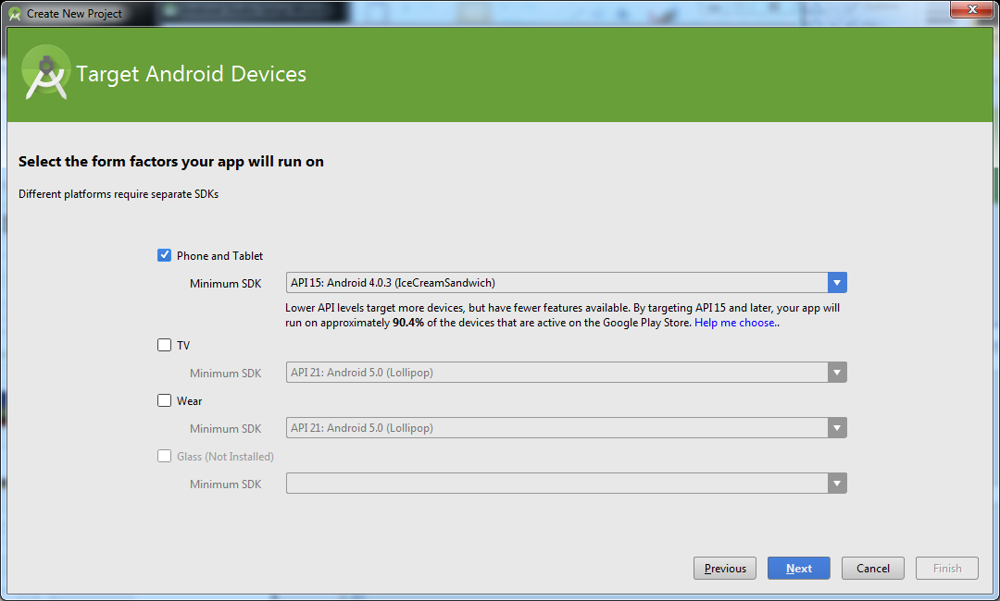 Create New Project
Target Android Devices
Select the form factors your app will run on
Different platforms require separate SDKs
Phone and Tablet
Minimum SDK
API 15: Android 4.0.3 (IceCreamSandwich)
Lower API levels target more devices, but have fewer features available. By targeting API 15 and later, your app will
run on approximately 90.4% of the devices that are active on the Google Play Store. Help me choose..
TV
Minimum SDK
API 21: Android 5.0 (Lollipop)
Wear
Minimum SDK
API 21: Android 5.0 (Lollipop)
Glass (Not Installed)
Minimum SDK
Previous
Next
Cancel
Finish